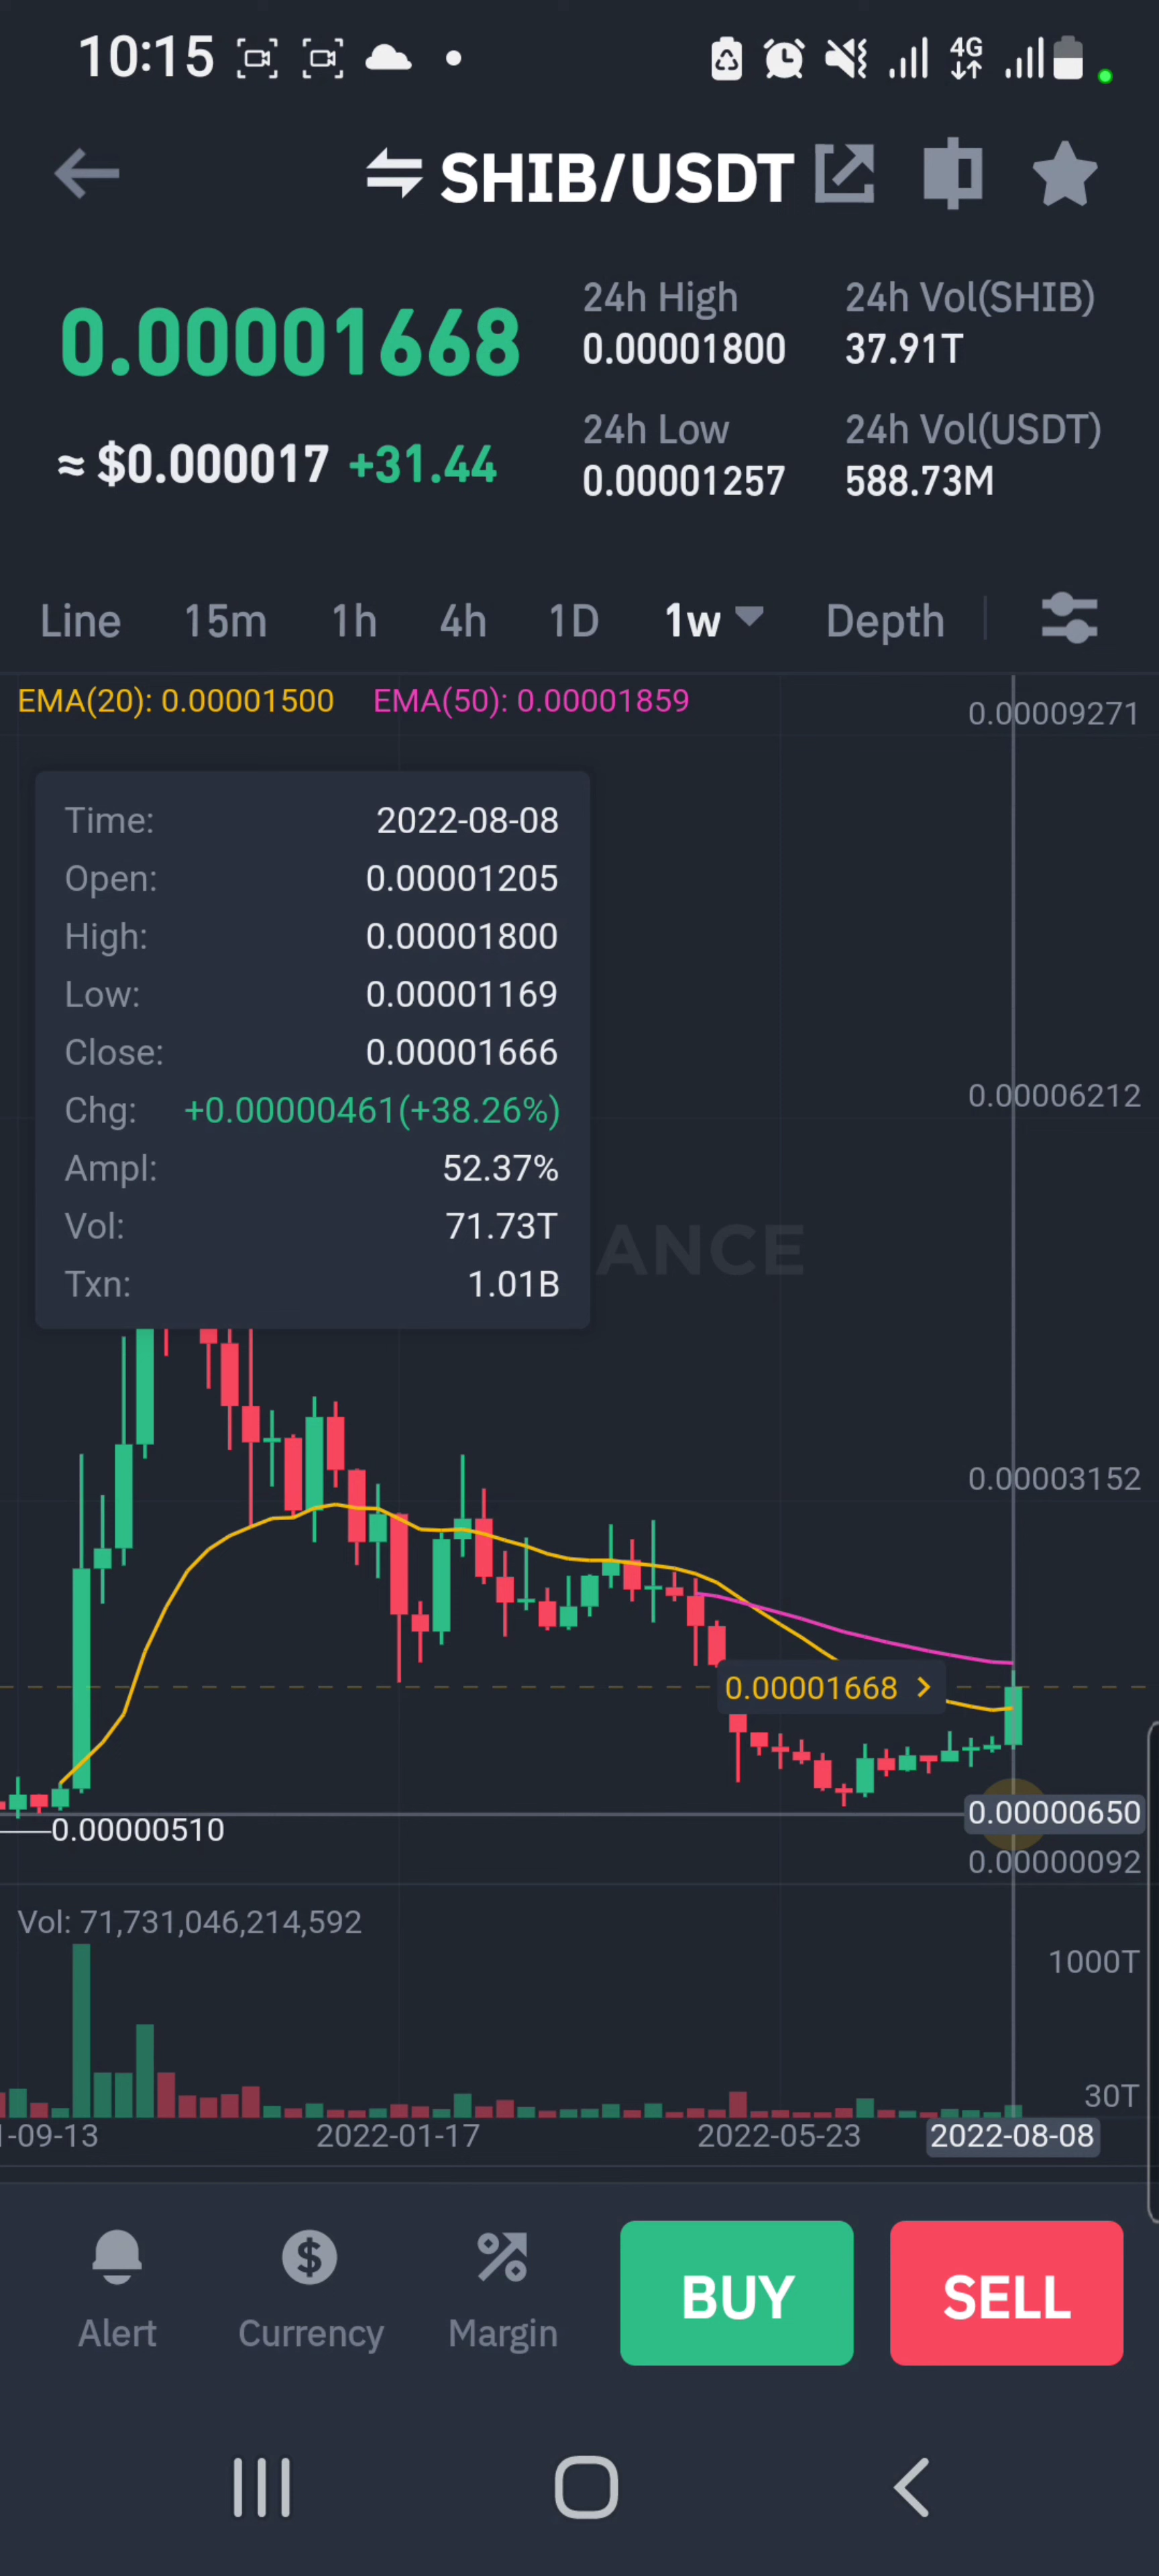 10:15
4G
SHIB/USDT
0.00001668
≈ $0.000017 +31.44
24h High
0.00001800
24h Vol(SHIB)
37.91T
24h Low
0.00001257
24h Vol(USDT)
588.73M
Line 15m 1h 4h 1D 1w Depth
EMA(20): 0.00001500 EMA(50): 0.00001859
0.00009271
Time: 2022-08-08
Open: 0.00001205
High: 0.00001800
Low: 0.00001169
Close: 0.00001666
Chg: +0.00000461(+38.26%)
Ampl: 52.37%
Vol: 71.73T
Txn: 1.01B
0.00006212
ANCE
0.00003152
0.00001668
0.00000650
0.00000510
0.00000092
Vol: 71,731,046,214,592
1000T
30T
-09-13 2022-01-17 2022-05-23 2022-08-08
Alert Currency Margin
BUY SELL